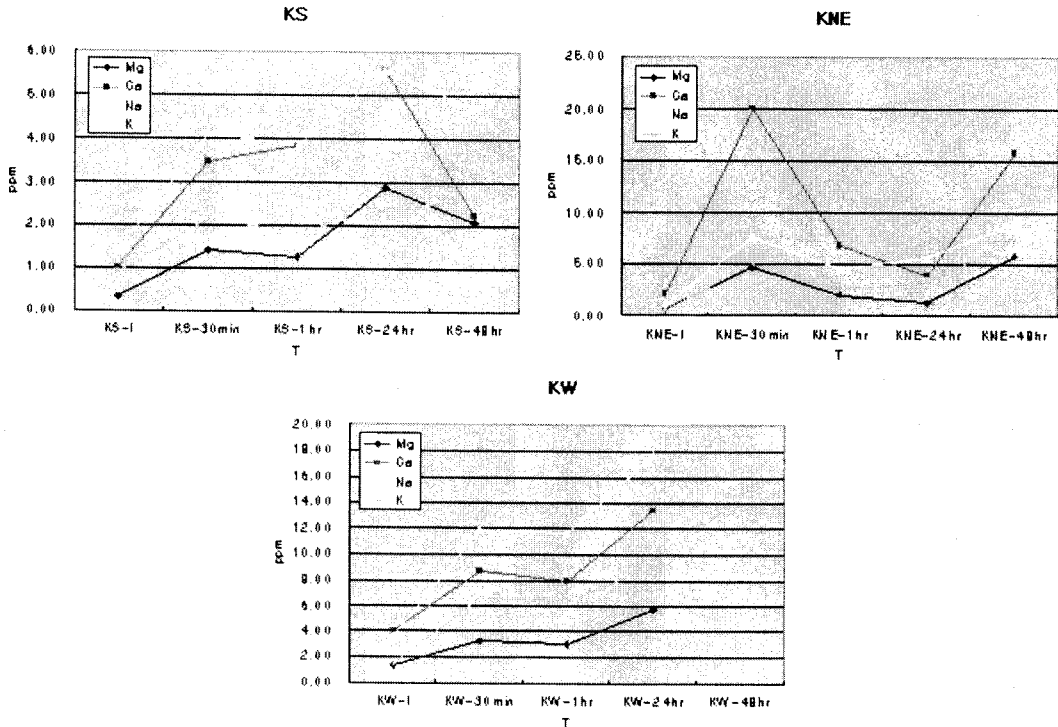 KS
6.00
5.00
4.00
3.00
2.00
1.00
0.00
ppm
Mg
Ca
Na
K
KS-I
KS-30min
KS-1hr
KS-24hr
KS-48hr
T
KNE
25.00
20.00
15.00
10.00
5.00
0.00
ppm
Mg
Ca
Na
K
KNE-I
KNE-30min
KNE-1hr
KNE-24hr
KNE-48hr
T
KW
20.00
18.00
16.00
14.00
12.00
10.00
8.00
6.00
4.00
2.00
0.00
ppm
Mg
Ca
Na
K
KW-I
KW-30min
KW-1hr
KW-24hr
KW-48hr
T